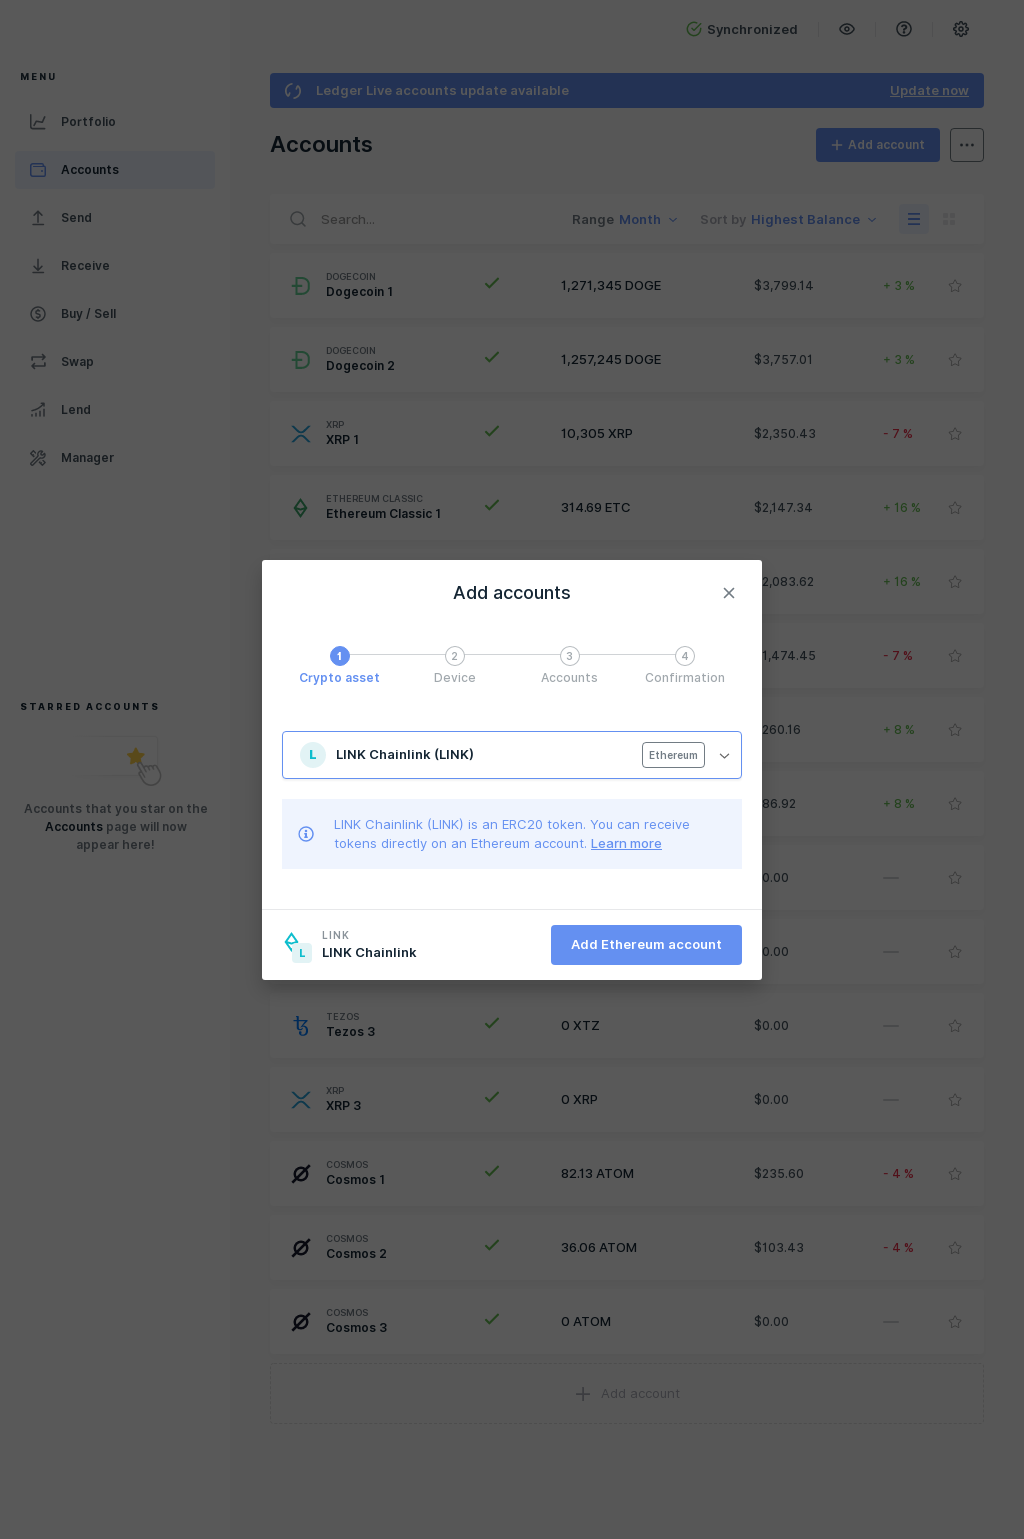 Synchronized
MENU
Portfolio
Accounts
Send
Receive
Buy / Sell
Swap
Lend
Manager
STARRED ACCOUNTS
Accounts that you star on the
Accounts page will now
appear here!
Ledger Live accounts update available
Update now
Accounts
Add account
Search...
Range Month
Sort by Highest Balance
DOGECOIN
Dogecoin 1
1,271,345 DOGE
$3,799.14
+ 3 %
DOGECOIN
Dogecoin 2
1,257,245 DOGE
$3,757.01
+ 3 %
XRP
XRP 1
10,305 XRP
$2,350.43
- 7 %
ETHEREUM CLASSIC
Ethereum Classic 1
314.69 ETC
$2,147.34
+ 16 %
2,083.62
+ 16 %
1,474.45
- 7 %
260.16
+ 8 %
86.92
+ 8 %
0.00
—
0.00
—
Add accounts
1
2
3
4
Crypto asset
Device
Accounts
Confirmation
L
LINK Chainlink (LINK)
Ethereum
LINK Chainlink (LINK) is an ERC20 token. You can receive
tokens directly on an Ethereum account. Learn more
L
LINK
LINK Chainlink
Add Ethereum account
TEZOS
Tezos 3
0 XTZ
$0.00
—
XRP
XRP 3
0 XRP
$0.00
—
COSMOS
Cosmos 1
82.13 ATOM
$235.60
- 4 %
COSMOS
Cosmos 2
36.06 ATOM
$103.43
- 4 %
COSMOS
Cosmos 3
0 ATOM
$0.00
—
Add account